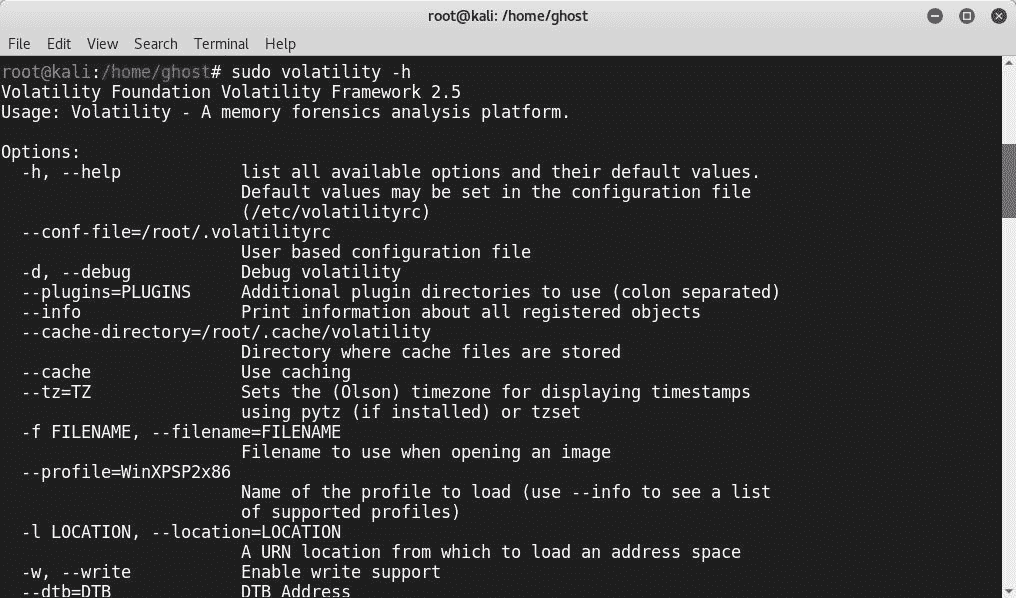 root@kali: /home/ghost
File Edit View Search Terminal Help
root@kali:/home/ghost# sudo volatility -h
Volatility Foundation Volatility Framework 2.5
Usage: Volatility - A memory forensics analysis platform.
Options:
-h, --help list all available options and their default values.
Default values may be set in the configuration file
(/etc/volatilityrc)
--conf-file=/root/.volatilityrc
User based configuration file
-d, --debug Debug volatility
--plugins=PLUGINS Additional plugin directories to use (colon separated)
--info Print information about all registered objects
--cache-directory=/root/.cache/volatility
Directory where cache files are stored
--cache Use caching
--tz=TZ Sets the (Olson) timezone for displaying timestamps
using pytz (if installed) or tzset
-f FILENAME, --filename=FILENAME
Filename to use when opening an image
--profile=WinXPSP2x86
Name of the profile to load (use --info to see a list
of supported profiles)
-l LOCATION, --location=LOCATION
A URN location from which to load an address space
-w, --write Enable write support
--dtb=DTB DTB Address